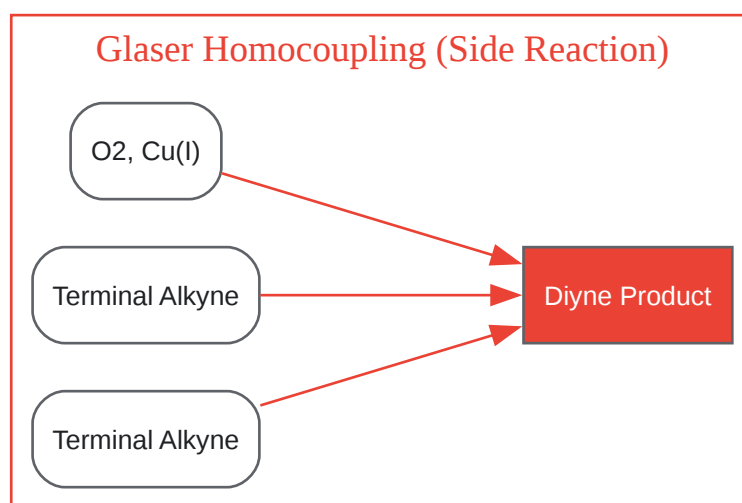 Glaser Homocoupling (Side Reaction)
O2, Cu(I)
Terminal Alkyne
Diyne Product
Terminal Alkyne